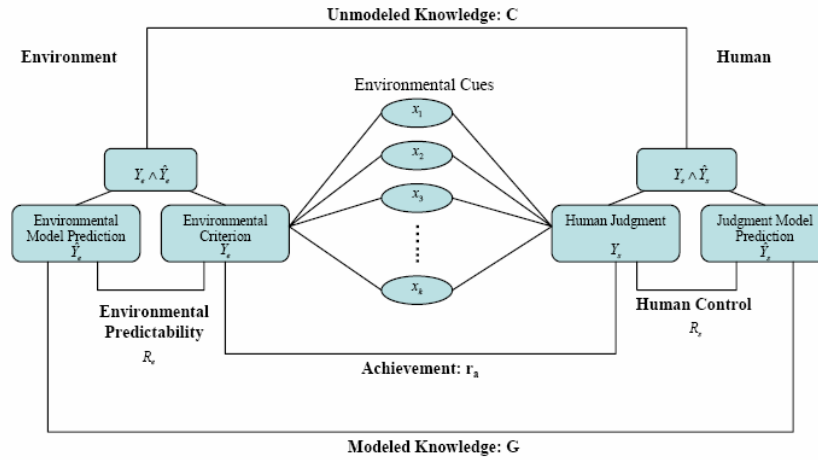 Unmodeled Knowledge: C
Environment
Human
Environmental Cues
x₁
x₂
x₃
xₖ
Yₑ ∧ Ŷₑ
Yₛ ∧ Ŷₛ
Environmental
Model Prediction
Ŷₑ
Environmental
Criterion
Yₑ
Human Judgment
Yₛ
Judgment Model
Prediction
Ŷₛ
Environmental
Predictability
Rₑ
Human Control
Rₛ
Achievement: rₐ
Modeled Knowledge: G